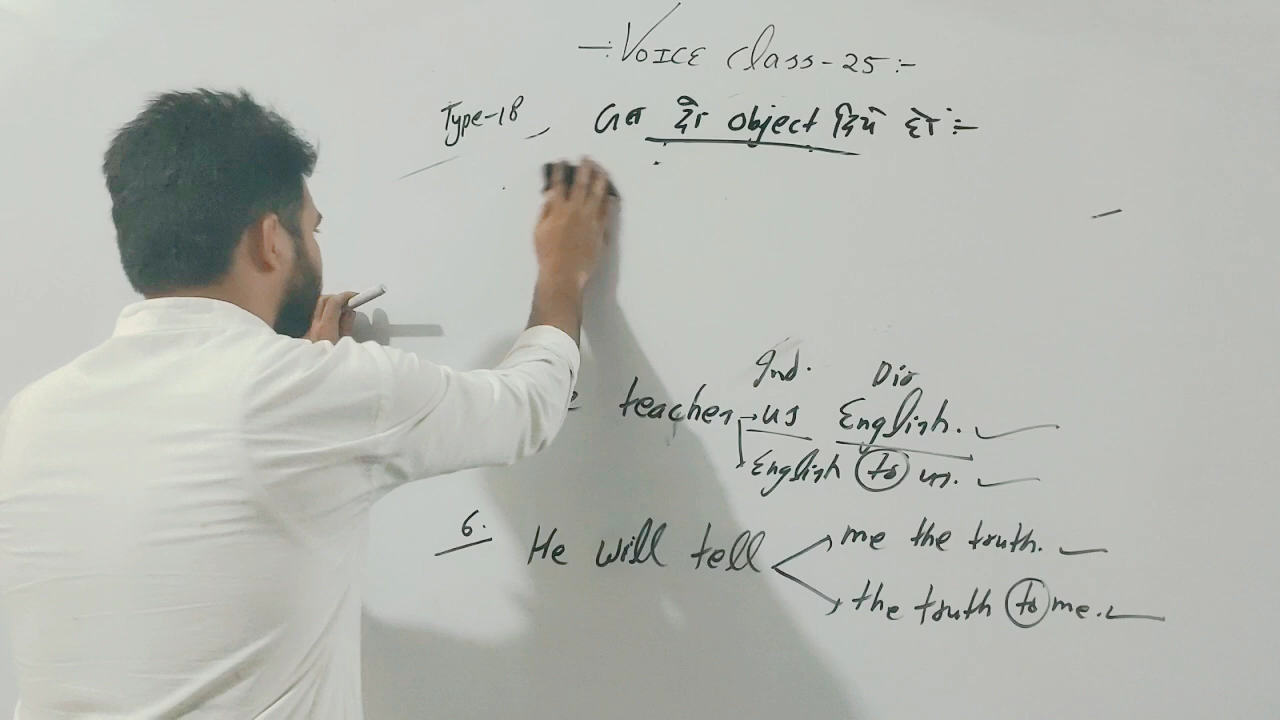 -: VOICE Class-25 :-
Type-18 जब दो object दिया हो :-
Ind. Dir
teaches us English.
English to us.
6. He will tell me the truth.
the truth to me.